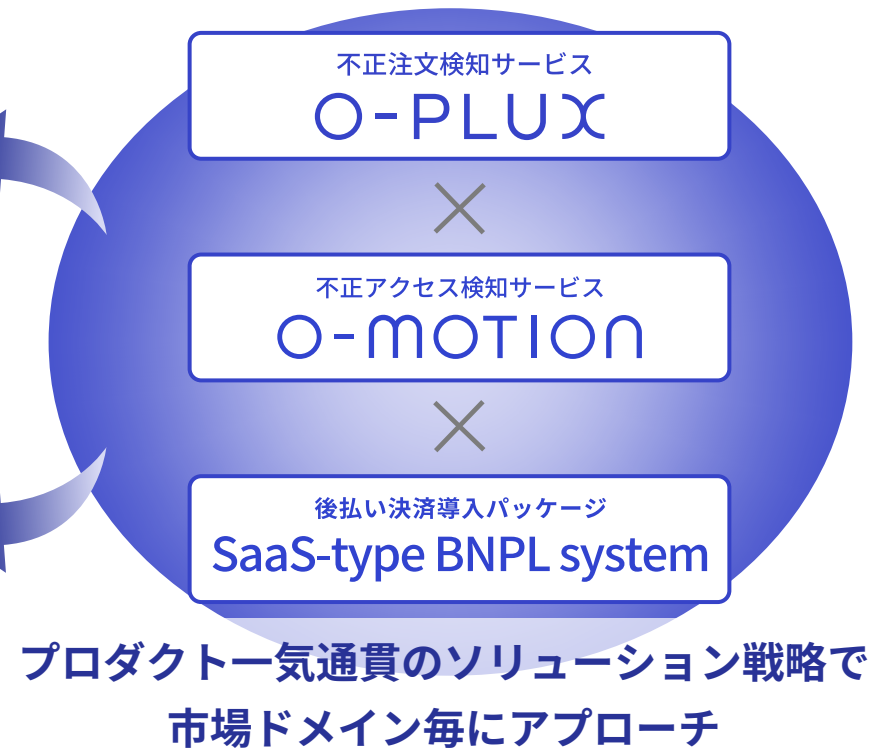 不正注文検知サービス
O-PLUX
×
不正アクセス検知サービス
O-MOTION
×
後払い決済導入パッケージ
SaaS-type BNPL system
プロダクト一気通貫のソリューション戦略で
市場ドメイン毎にアプローチ